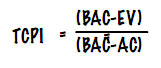 TCPI = (BAC-EV)
(BAC-AC)